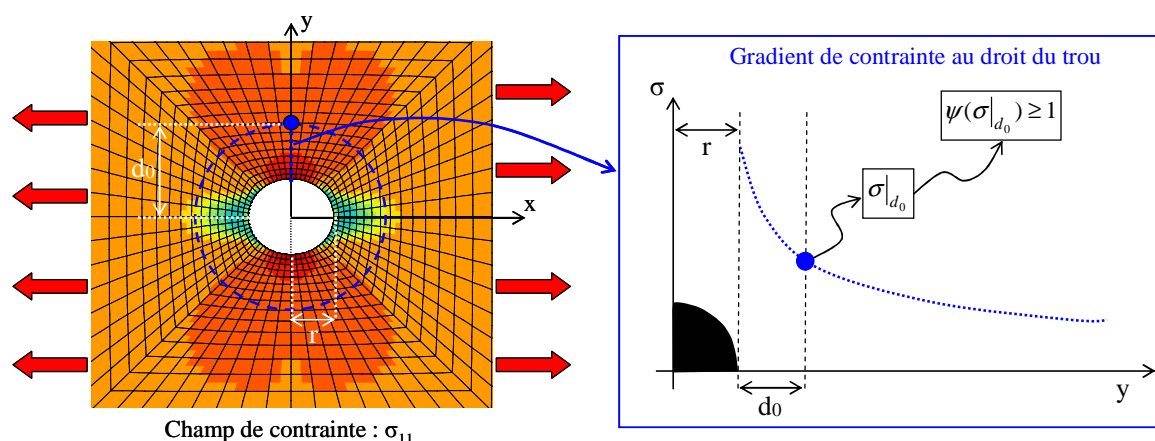 y
d₀
x
r
Champ de contrainte : σ₁₁
Gradient de contrainte au droit du trou
σ
ψ(σ|d₀) ≥ 1
r
σ|d₀
y
d₀